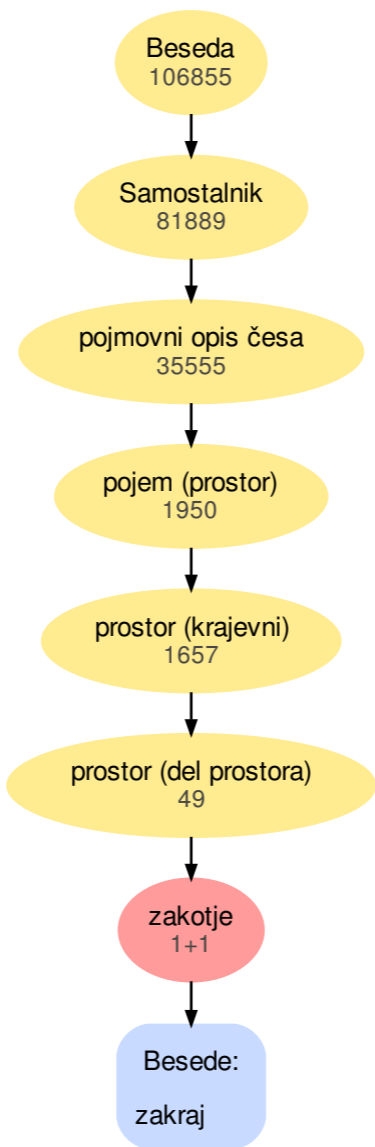 Beseda
106855
Samostalnik
81889
pojmovni opis česa
35555
pojem (prostor)
1950
prostor (krajevni)
1657
prostor (del prostora)
49
zakotje
1+1
Besede:
zakraj